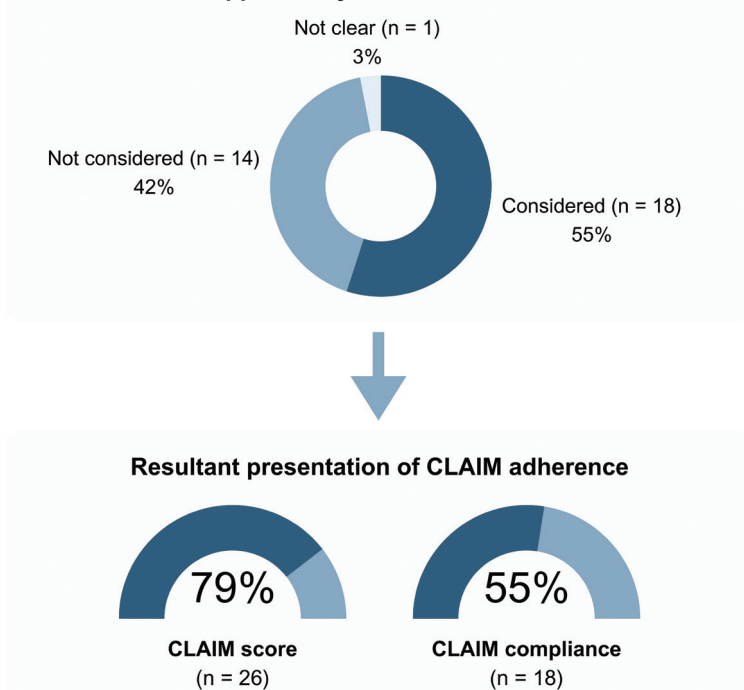 Not clear (n = 1)
3%
Not considered (n = 14)
42%
Considered (n = 18)
55%
Resultant presentation of CLAIM adherence
79%
55%
CLAIM score
CLAIM compliance
(n = 26)
(n = 18)